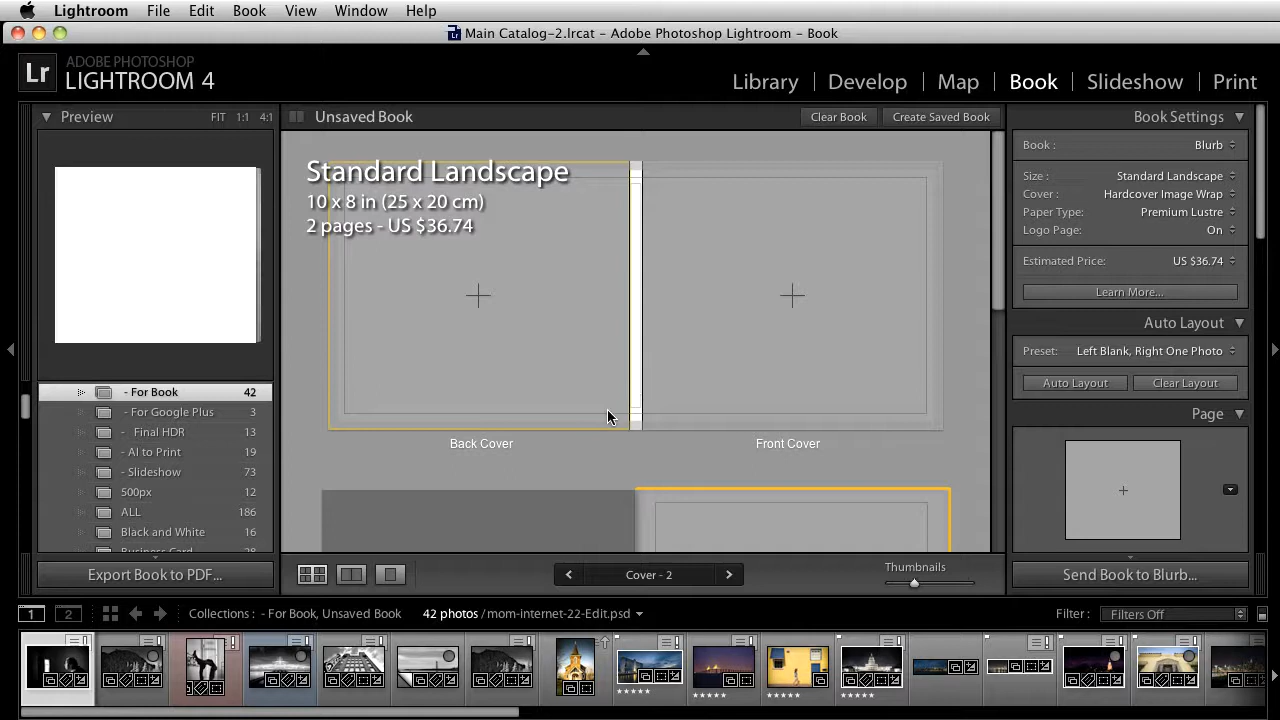 Lightroom File Edit Book View Window Help
Main Catalog-2.lrcat - Adobe Photoshop Lightroom - Book
Lr ADOBE PHOTOSHOP
LIGHTROOM 4
Library Develop Map Book Slideshow Print
Preview FIT 1:1 4:1
Unsaved Book Clear Book Create Saved Book
Book Settings
Standard Landscape
10 x 8 in (25 x 20 cm)
2 pages - US $36.74
Back Cover Front Cover
Book : Blurb
Size : Standard Landscape
Cover : Hardcover Image Wrap
Paper Type: Premium Lustre
Logo Page: On
Estimated Price: US $36.74
Learn More...
Auto Layout
Preset: Left Blank, Right One Photo
Auto Layout Clear Layout
Page
- For Book 42
- For Google Plus 3
- Final HDR 13
- AI to Print 19
- Slideshow 73
500px 12
ALL 186
Black and White 16
Business Card 28
Export Book to PDF...
Cover - 2
Thumbnails
Send Book to Blurb...
1 2 Collections : - For Book, Unsaved Book 42 photos / mom-internet-22-Edit.psd Filter : Filters Off